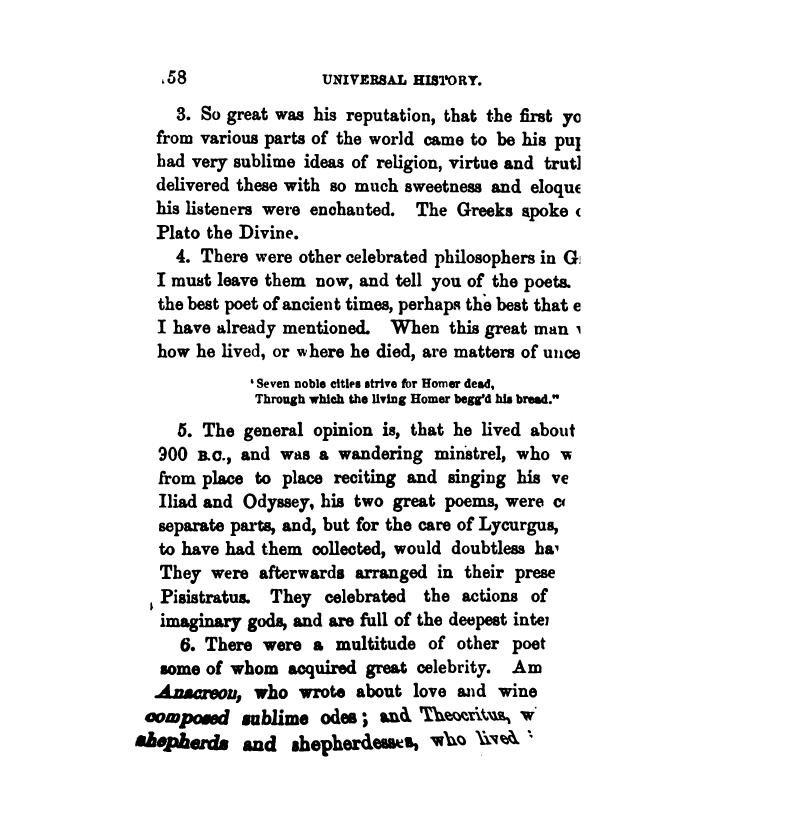 58 UNIVERSAL HISTORY.
3. So great was his reputation, that the first yo
from various parts of the world came to be his pu
had very sublime ideas of religion, virtue and trut
delivered these with so much sweetness and eloque
his listeners were enchanted. The Greeks spoke
Plato the Divine.
4. There were other celebrated philosophers in G
I must leave them now, and tell you of the poets.
the best poet of ancient times, perhaps the best that e
I have already mentioned. When this great man
how he lived, or where he died, are matters of unce
‘Seven noble cities strive for Homer dead,
Through which the living Homer begg'd his bread."
5. The general opinion is, that he lived about
900 B.C., and was a wandering minstrel, who w
from place to place reciting and singing his ve
Iliad and Odyssey, his two great poems, were c
separate parts, and, but for the care of Lycurgus,
to have had them collected, would doubtless ha
They were afterwards arranged in their prese
Pisistratus. They celebrated the actions of
imaginary gods, and are full of the deepest inte
6. There were a multitude of other poet
some of whom acquired great celebrity. Am
Anacreon, who wrote about love and wine
composed sublime odes; and Theocritus, w
shepherds and shepherdesses, who lived